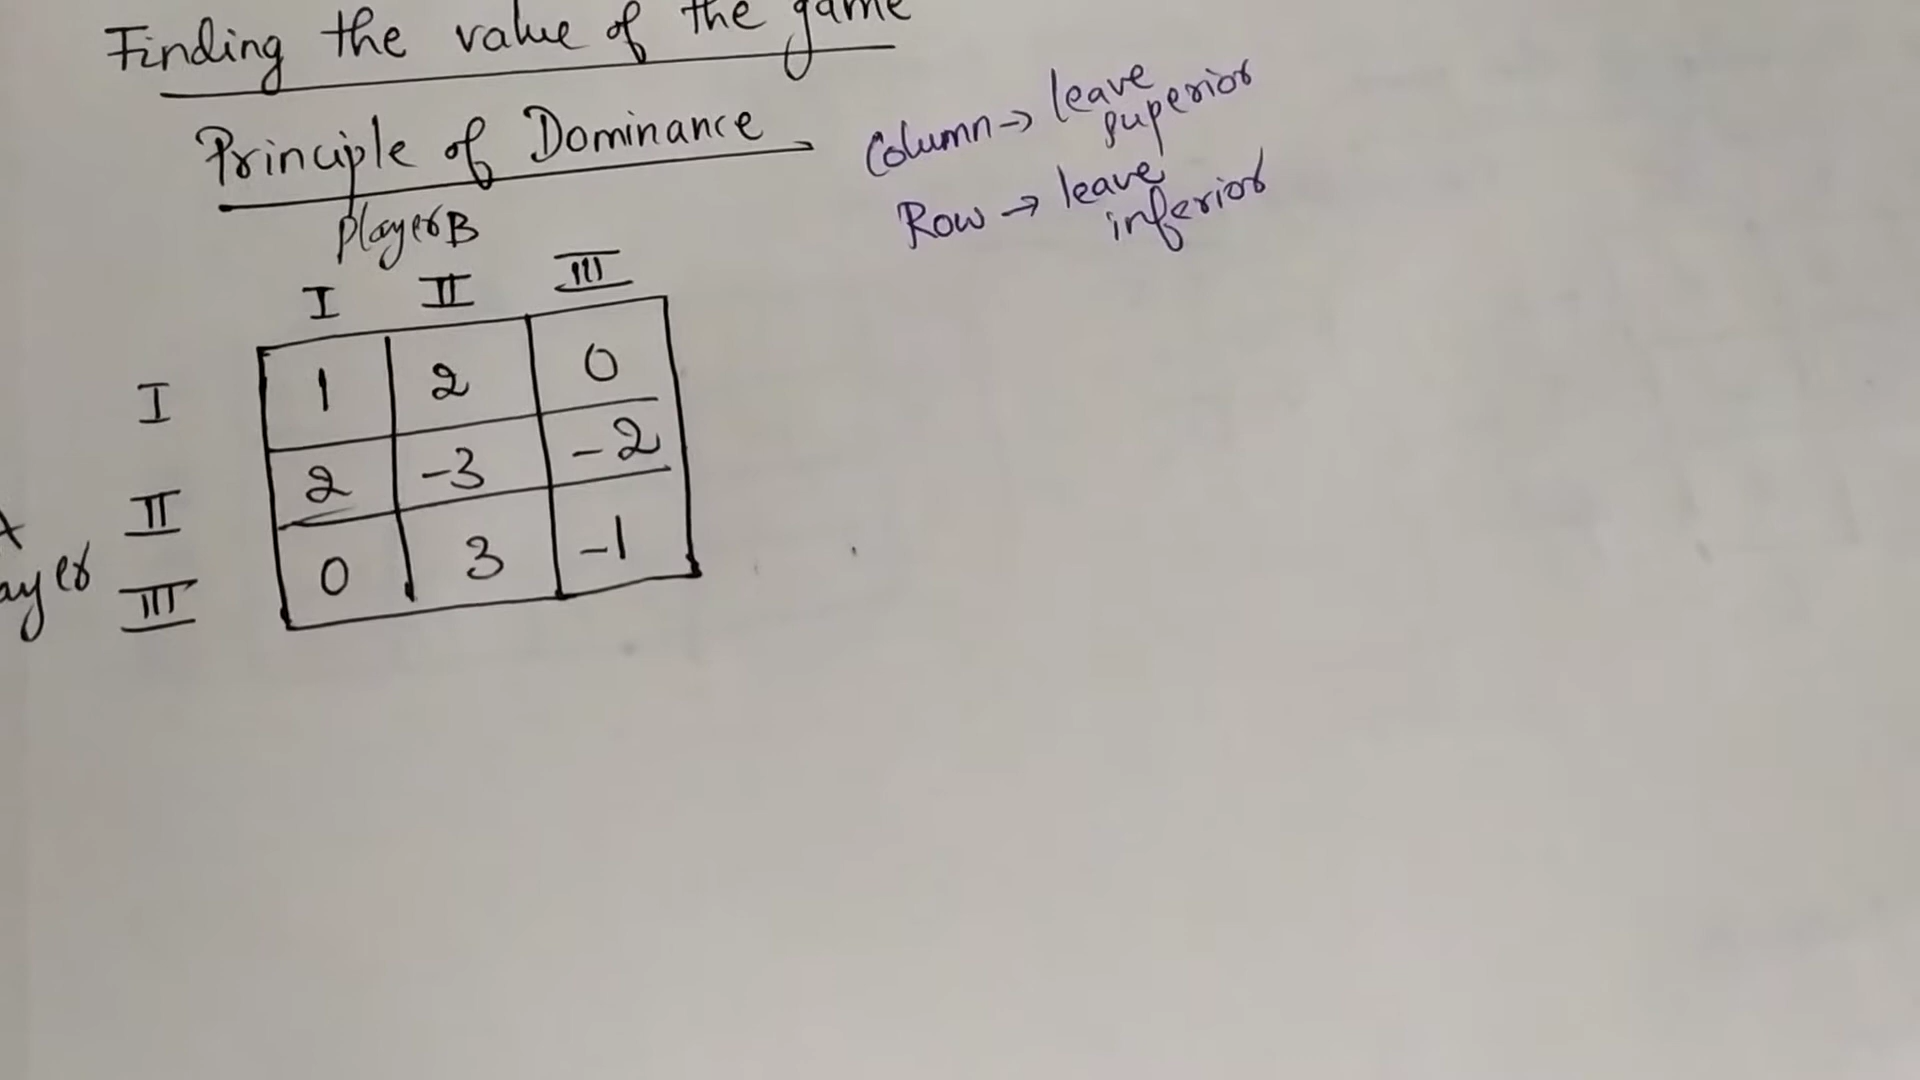 Finding the value of the game
Principle of Dominance
Column → leave superior
Row → leave inferior
Player B
I II III
I 1 2 0
II 2 -3 -2
III 0 3 -1